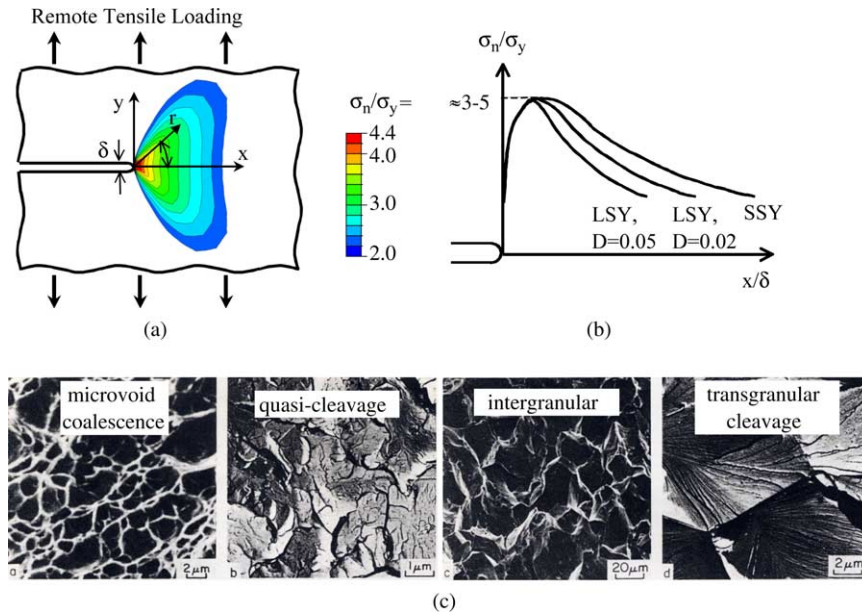 Remote Tensile Loading
y
r
δ
x
σn/σy=
4.4
4.0
3.0
2.0
(a)
σn/σy
≈3-5
LSY, LSY, SSY
D=0.05 D=0.02
x/δ
(b)
microvoid
coalescence
quasi-cleavage
intergranular
transgranular
cleavage
a 2μm
b 1μm
c 20μm
d 2μm
(c)